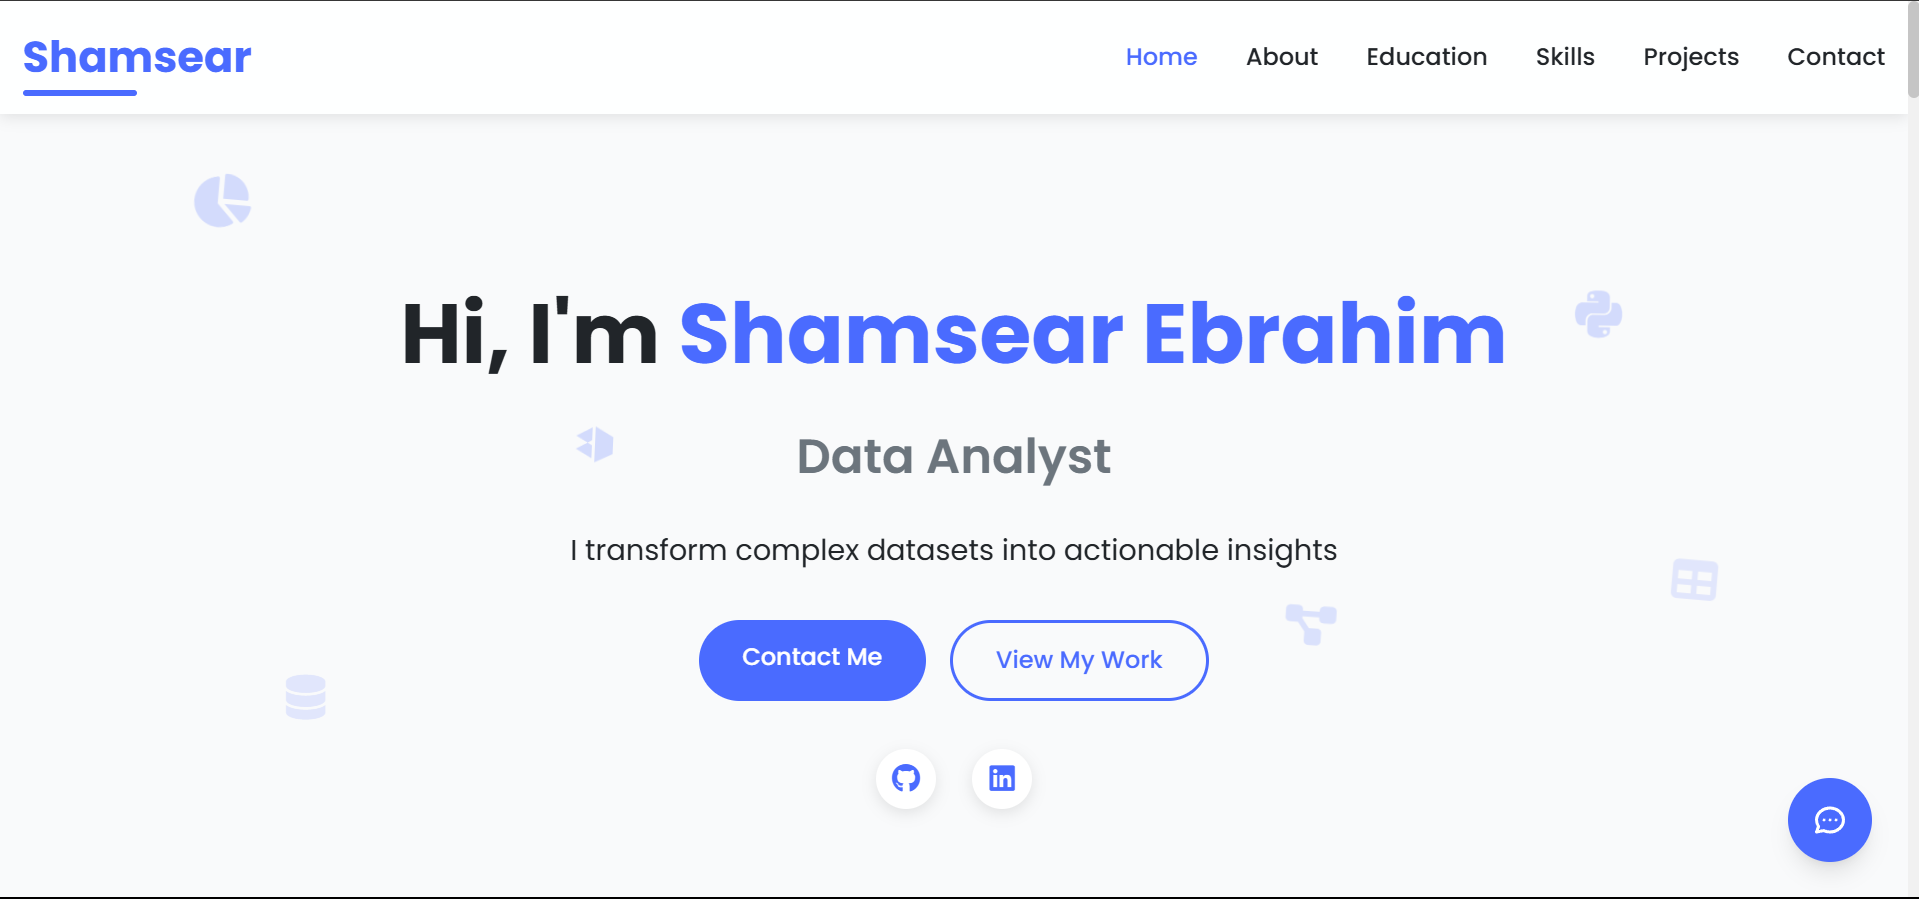 Shamsear
Home About Education Skills Projects Contact
Hi, I'm Shamsear Ebrahim
Data Analyst
I transform complex datasets into actionable insights
Contact Me
View My Work
in